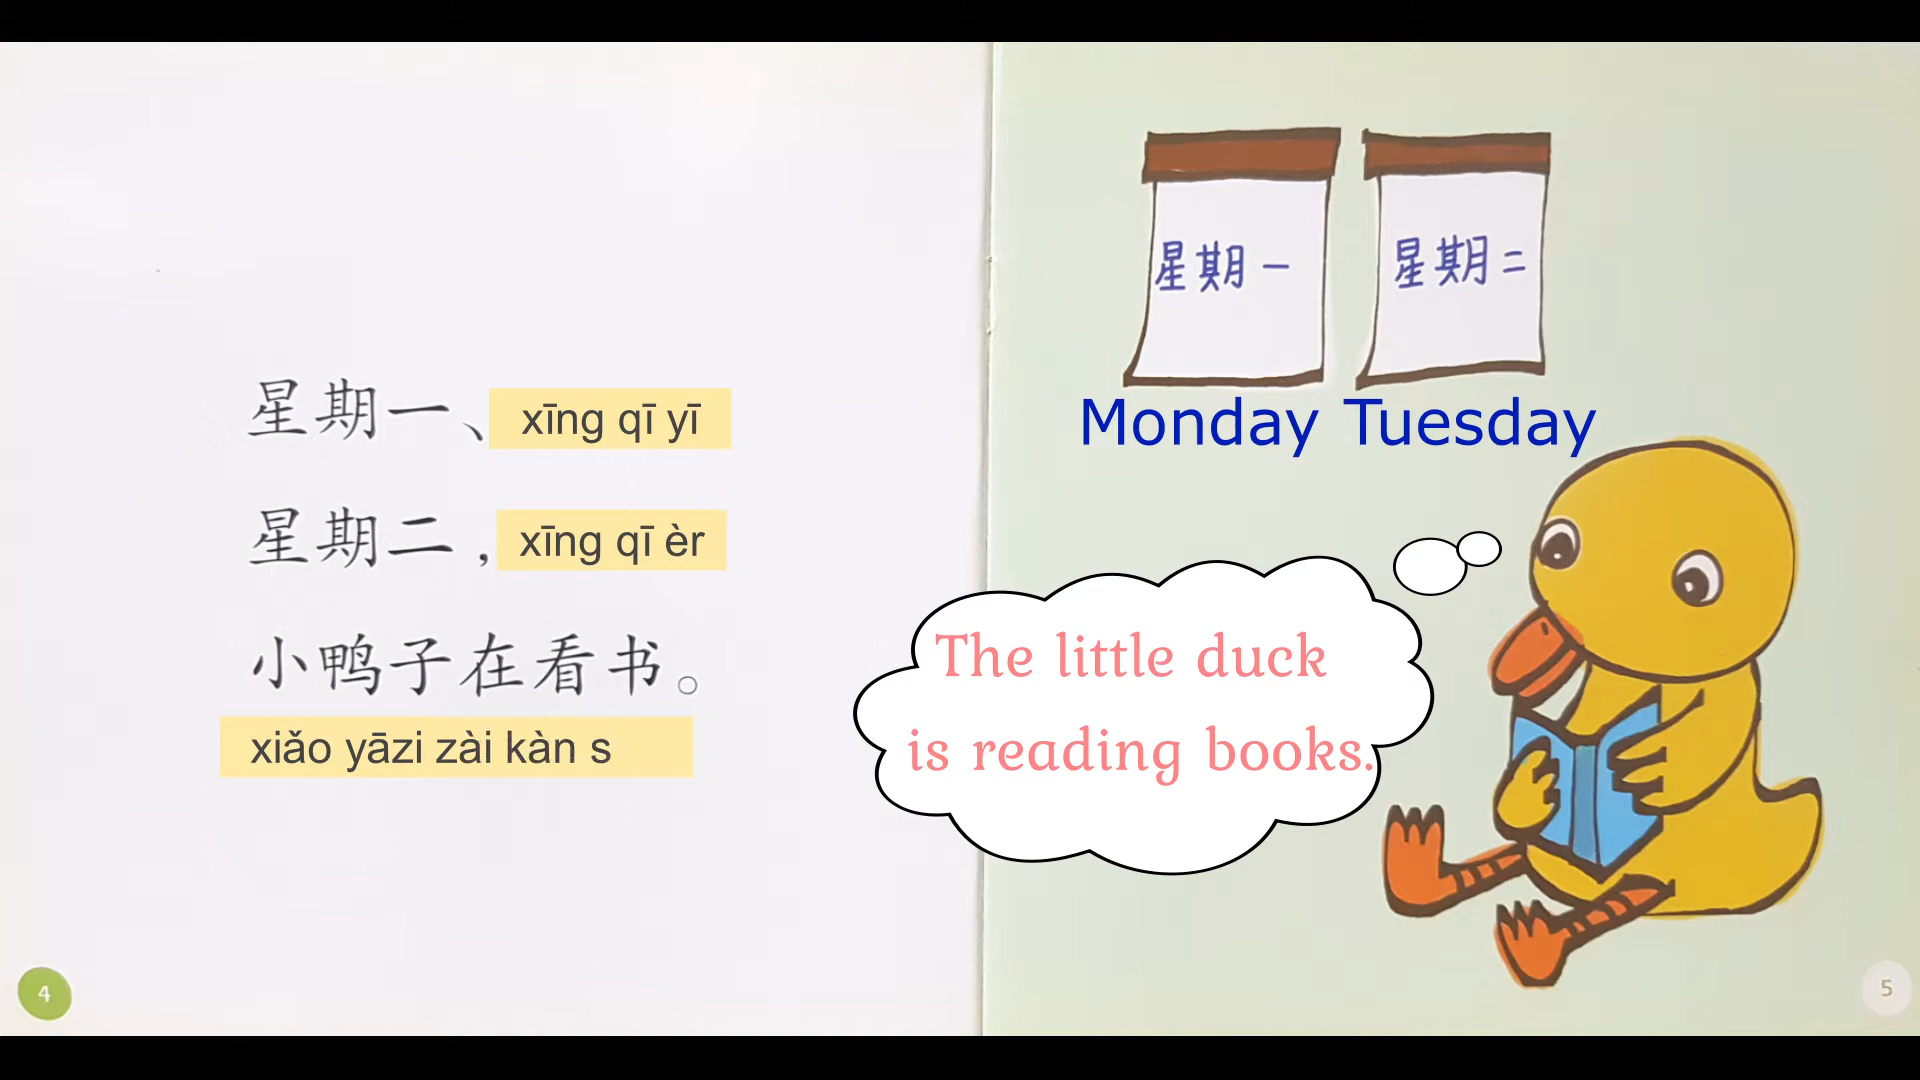 星期一、 xīng qī yī
星期二， xīng qī èr
小鸭子在看书。
xiǎo yāzi zài kàn s
4
星期一
星期二
Monday Tuesday
The little duck
is reading books.
5